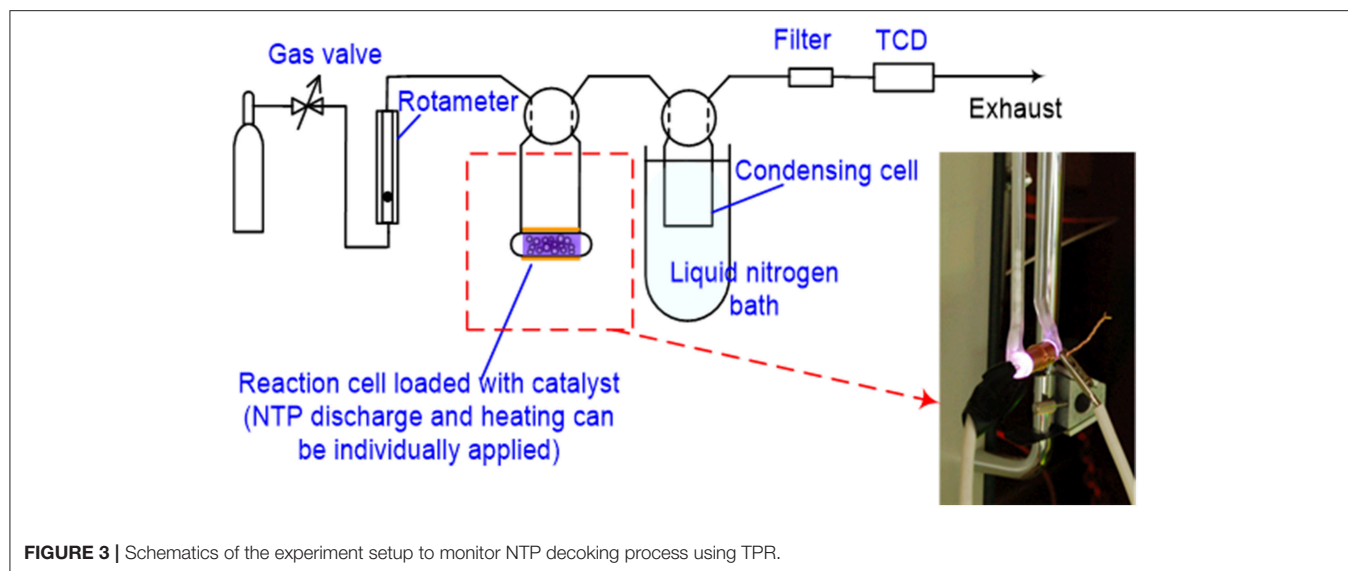 Gas valve
Rotameter
Filter
TCD
Exhaust
Condensing cell
Liquid nitrogen
bath
Reaction cell loaded with catalyst
(NTP discharge and heating can
be individually applied)
FIGURE 3 | Schematics of the experiment setup to monitor NTP decoking process using TPR.